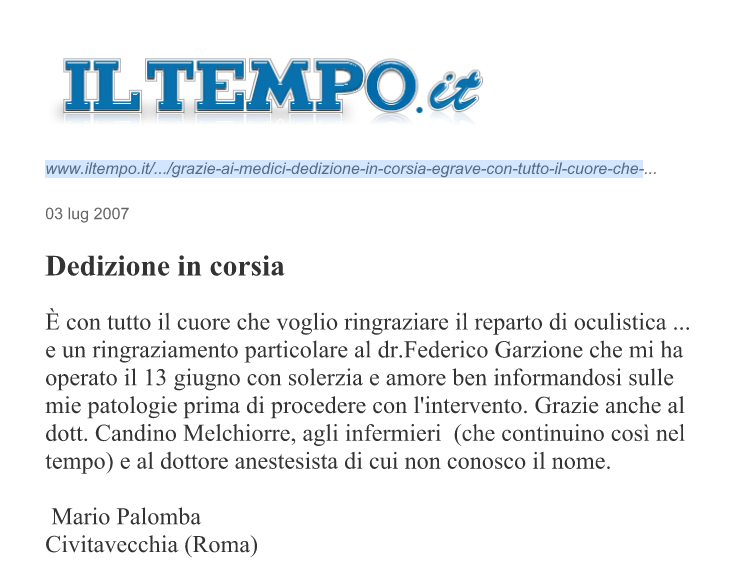 IL TEMPO.it
www.iltempo.it/.../grazie-ai-medici-dedizione-in-corsia-egrave-con-tutto-il-cuore-che-...
03 lug 2007
Dedizione in corsia
È con tutto il cuore che voglio ringraziare il reparto di oculistica ...
e un ringraziamento particolare al dr.Federico Garzione che mi ha
operato il 13 giugno con solerzia e amore ben informandosi sulle
mie patologie prima di procedere con l'intervento. Grazie anche al
dott. Candino Melchiorre, agli infermieri  (che continuino così nel
tempo) e al dottore anestesista di cui non conosco il nome.
Mario Palomba
Civitavecchia (Roma)